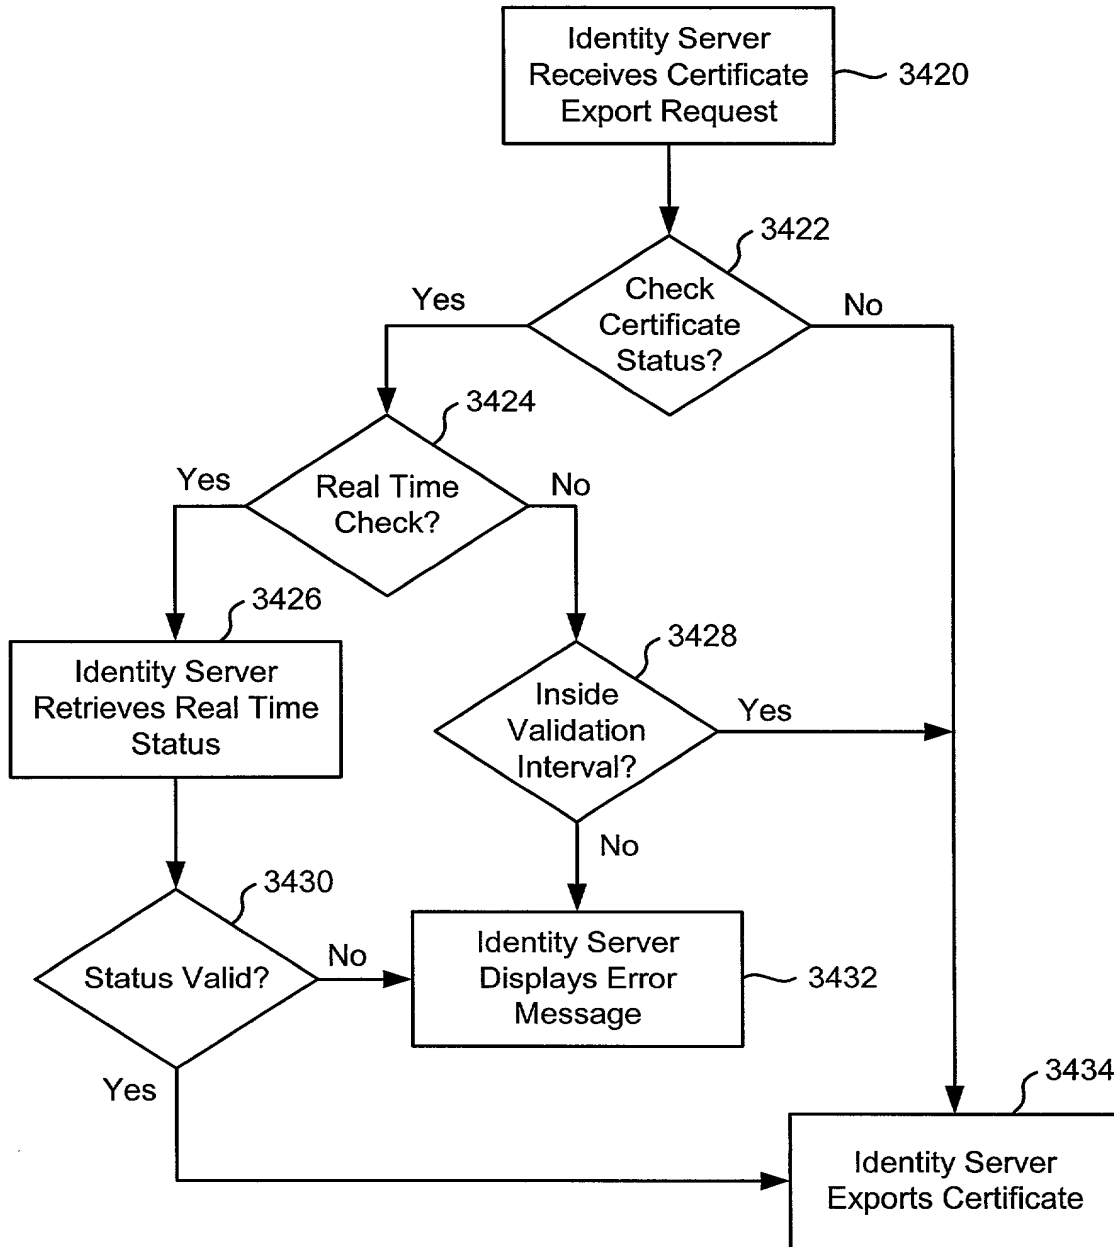 Identity Server
Receives Certificate
Export Request
3420
3422
Check
Certificate
Status?
Yes
No
3424
Real Time
Check?
Yes
No
3426
Identity Server
Retrieves Real Time
Status
3428
Inside
Validation
Interval?
Yes
No
3430
Status Valid?
No
Yes
Identity Server
Displays Error
Message
3432
3434
Identity Server
Exports Certificate